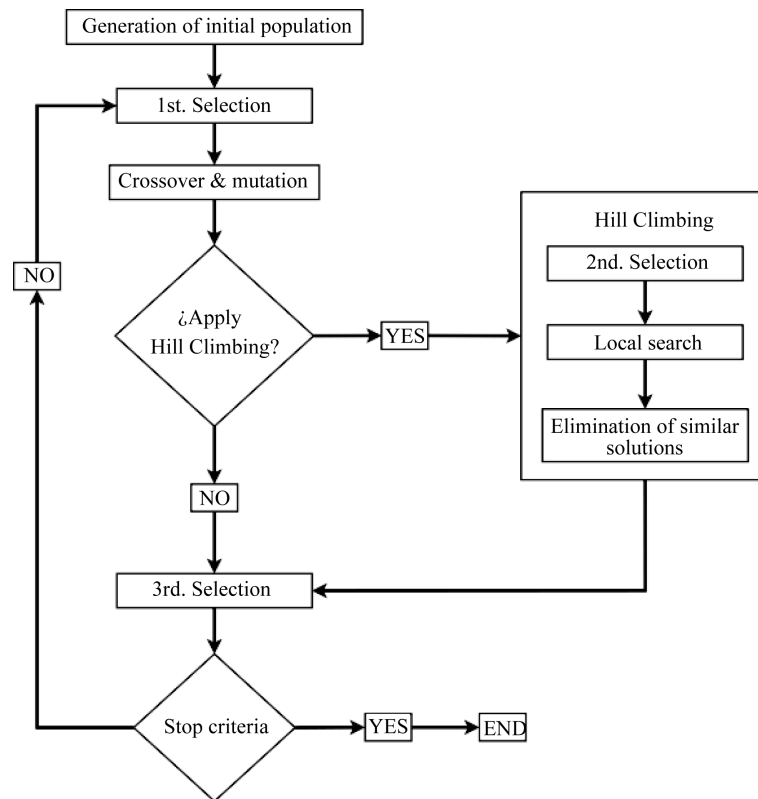 Generation of initial population
1st. Selection
Crossover & mutation
¿Apply
Hill Climbing?
YES
NO
Hill Climbing
2nd. Selection
Local search
Elimination of similar
solutions
NO
3rd. Selection
Stop criteria
YES
END